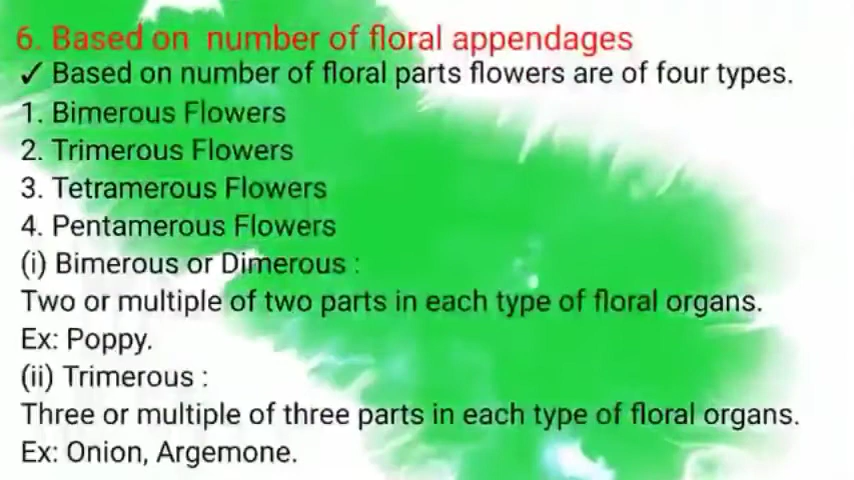 6. Based on number of floral appendages
✓ Based on number of floral parts flowers are of four types.
1. Bimerous Flowers
2. Trimerous Flowers
3. Tetramerous Flowers
4. Pentamerous Flowers
(i) Bimerous or Dimerous :
Two or multiple of two parts in each type of floral organs.
Ex: Poppy.
(ii) Trimerous :
Three or multiple of three parts in each type of floral organs.
Ex: Onion, Argemone.